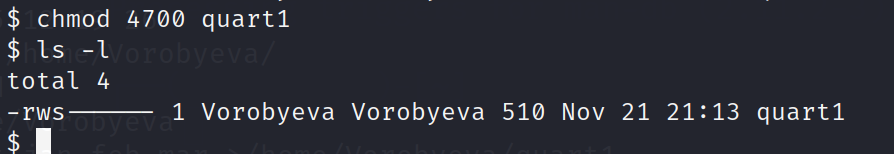 $ chmod 4700 quart1
$ ls -l
total 4
-rws------ 1 Vorobyeva Vorobyeva 510 Nov 21 21:13 quart1
$